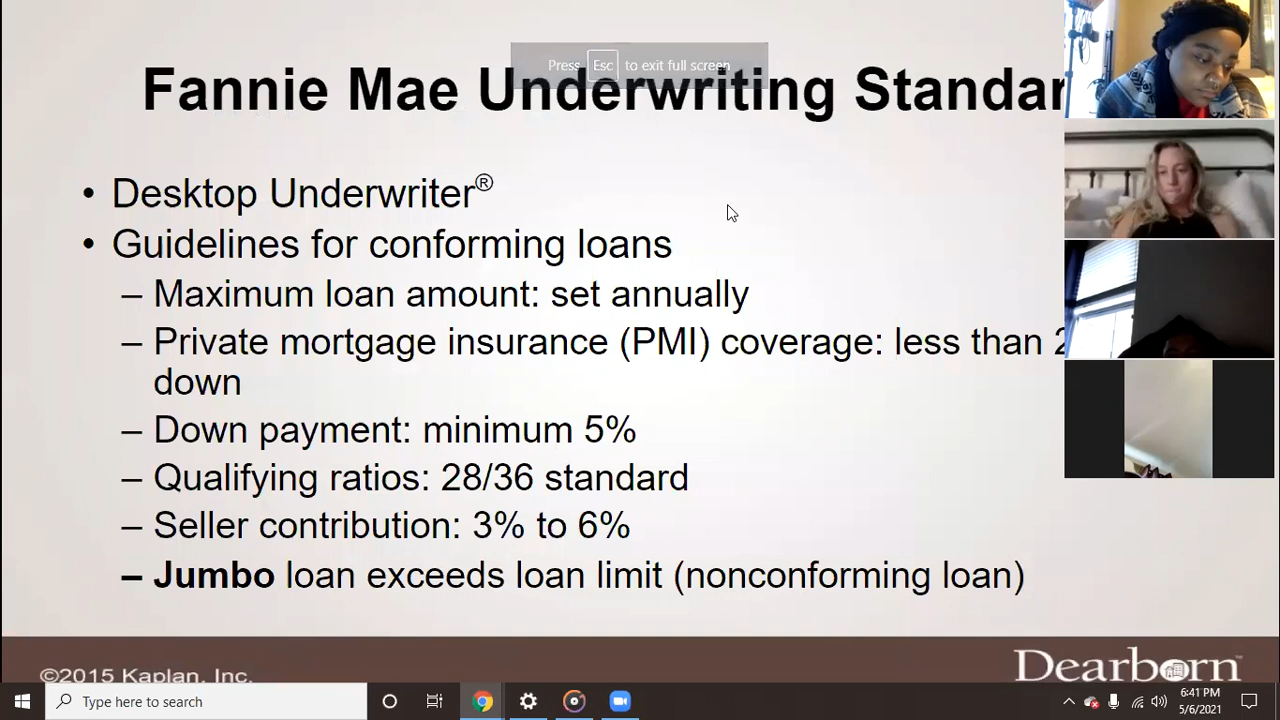 Press Esc to exit full screen
Fannie Mae Underwriting
• Desktop Underwriter®
• Guidelines for conforming loans
– Maximum loan amount: set annually
– Private mortgage insurance (PMI) coverage: less than
down
– Down payment: minimum 5%
– Qualifying ratios: 28/36 standard
– Seller contribution: 3% to 6%
– Jumbo loan exceeds loan limit (nonconforming loan)
©2015 Kaplan, Inc.
Dearborn™
Type here to search
6:41 PM
5/6/2021